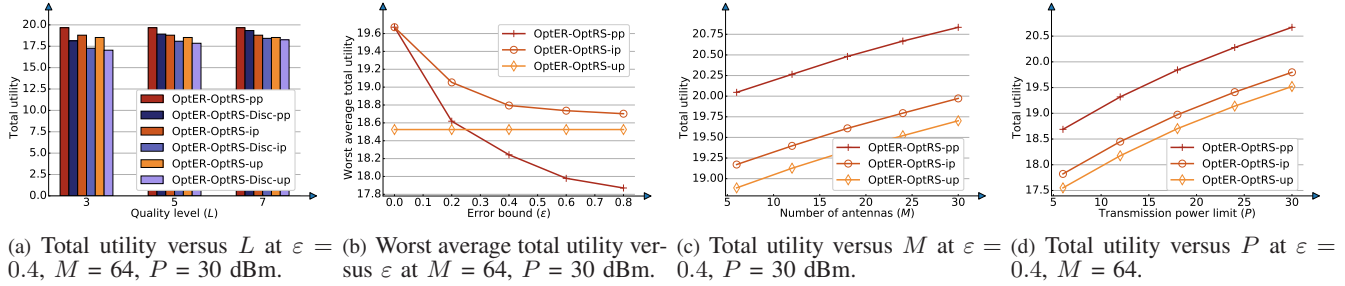 20.0
17.5
15.0
12.5
10.0
7.5
5.0
2.5
0.0
Total utility
3 5 7
Quality level (L)
OptER-OptRS-pp
OptER-OptRS-Disc-pp
OptER-OptRS-ip
OptER-OptRS-Disc-ip
OptER-OptRS-up
OptER-OptRS-Disc-up
19.6
19.4
19.2
19.0
18.8
18.6
18.4
18.2
18.0
17.8
Worst average total utility
0.0 0.1 0.2 0.3 0.4 0.5 0.6 0.7 0.8
Error bound (ε)
OptER-OptRS-pp
OptER-OptRS-ip
OptER-OptRS-up
20.75
20.50
20.25
20.00
19.75
19.50
19.25
19.00
Total utility
5 10 15 20 25 30
Number of antennas (M)
OptER-OptRS-pp
OptER-OptRS-ip
OptER-OptRS-up
20.5
20.0
19.5
19.0
18.5
18.0
17.5
Total utility
5 10 15 20 25 30
Transmission power limit (P)
OptER-OptRS-pp
OptER-OptRS-ip
OptER-OptRS-up
(a) Total utility versus L at ε =
0.4, M = 64, P = 30 dBm.
(b) Worst average total utility ver-
sus ε at M = 64, P = 30 dBm.
(c) Total utility versus M at ε =
0.4, P = 30 dBm.
(d) Total utility versus P at ε =
0.4, M = 64.